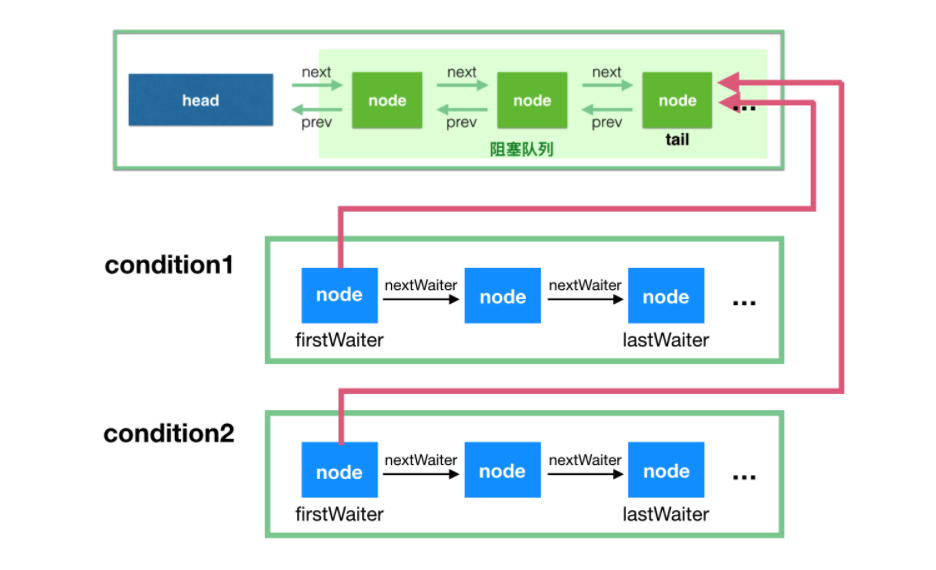 next next next
head node node node ...
prev prev prev
tail
阻塞队列
condition1
node nextWaiter node nextWaiter node ...
firstWaiter lastWaiter
condition2
node nextWaiter node nextWaiter node ...
firstWaiter lastWaiter